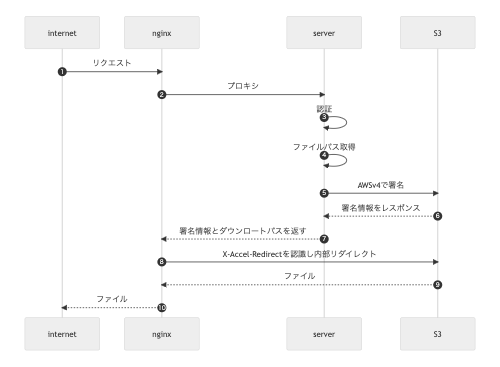 internet
nginx
server
S3
1
リクエスト
2
プロキシ
認証
3
ファイルパス取得
4
5
AWSv4で署名
署名情報をレスポンス
6
署名情報とダウンロードパスを返す
7
8
X-Accel-Redirectを認識し内部リダイレクト
ファイル
9
ファイル
10
internet
nginx
server
S3